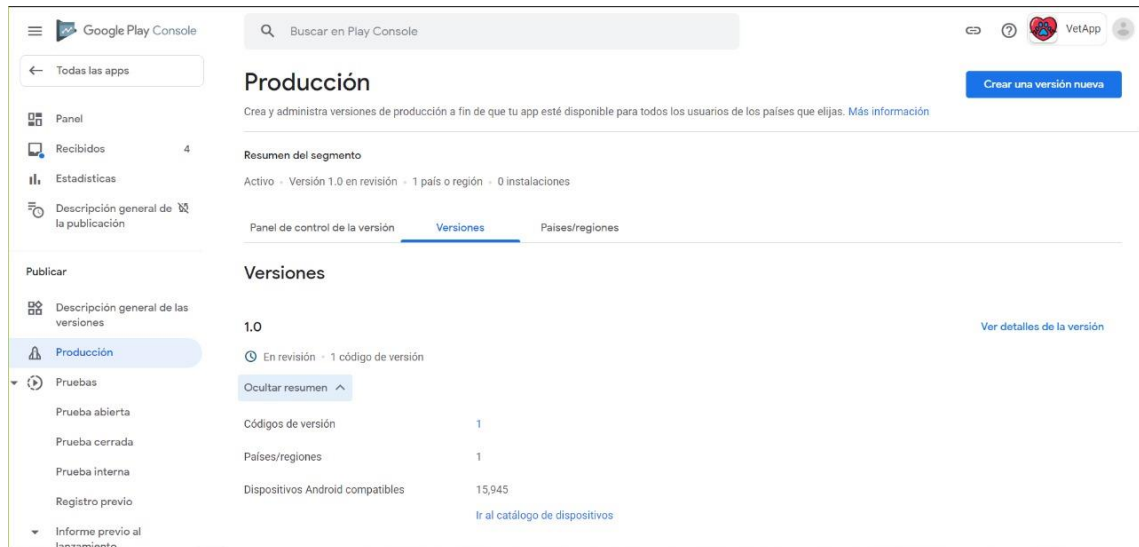 Google Play Console
Buscar en Play Console
VetApp
Todas las apps
Panel
Recibidos 4
Estadísticas
Descripción general de
la publicación
Publicar
Descripción general de las
versiones
Producción
Pruebas
Prueba abierta
Prueba cerrada
Prueba interna
Registro previo
Informe previo al
lanzamiento
Producción
Crear una versión nueva
Crea y administra versiones de producción a fin de que tu app esté disponible para todos los usuarios de los países que elijas. Más información
Resumen del segmento
Activo · Versión 1.0 en revisión · 1 país o región · 0 instalaciones
Panel de control de la versión Versiones Países/regiones
Versiones
1.0
Ver detalles de la versión
En revisión · 1 código de versión
Ocultar resumen
Códigos de versión 1
Países/regiones 1
Dispositivos Android compatibles 15,945
Ir al catálogo de dispositivos